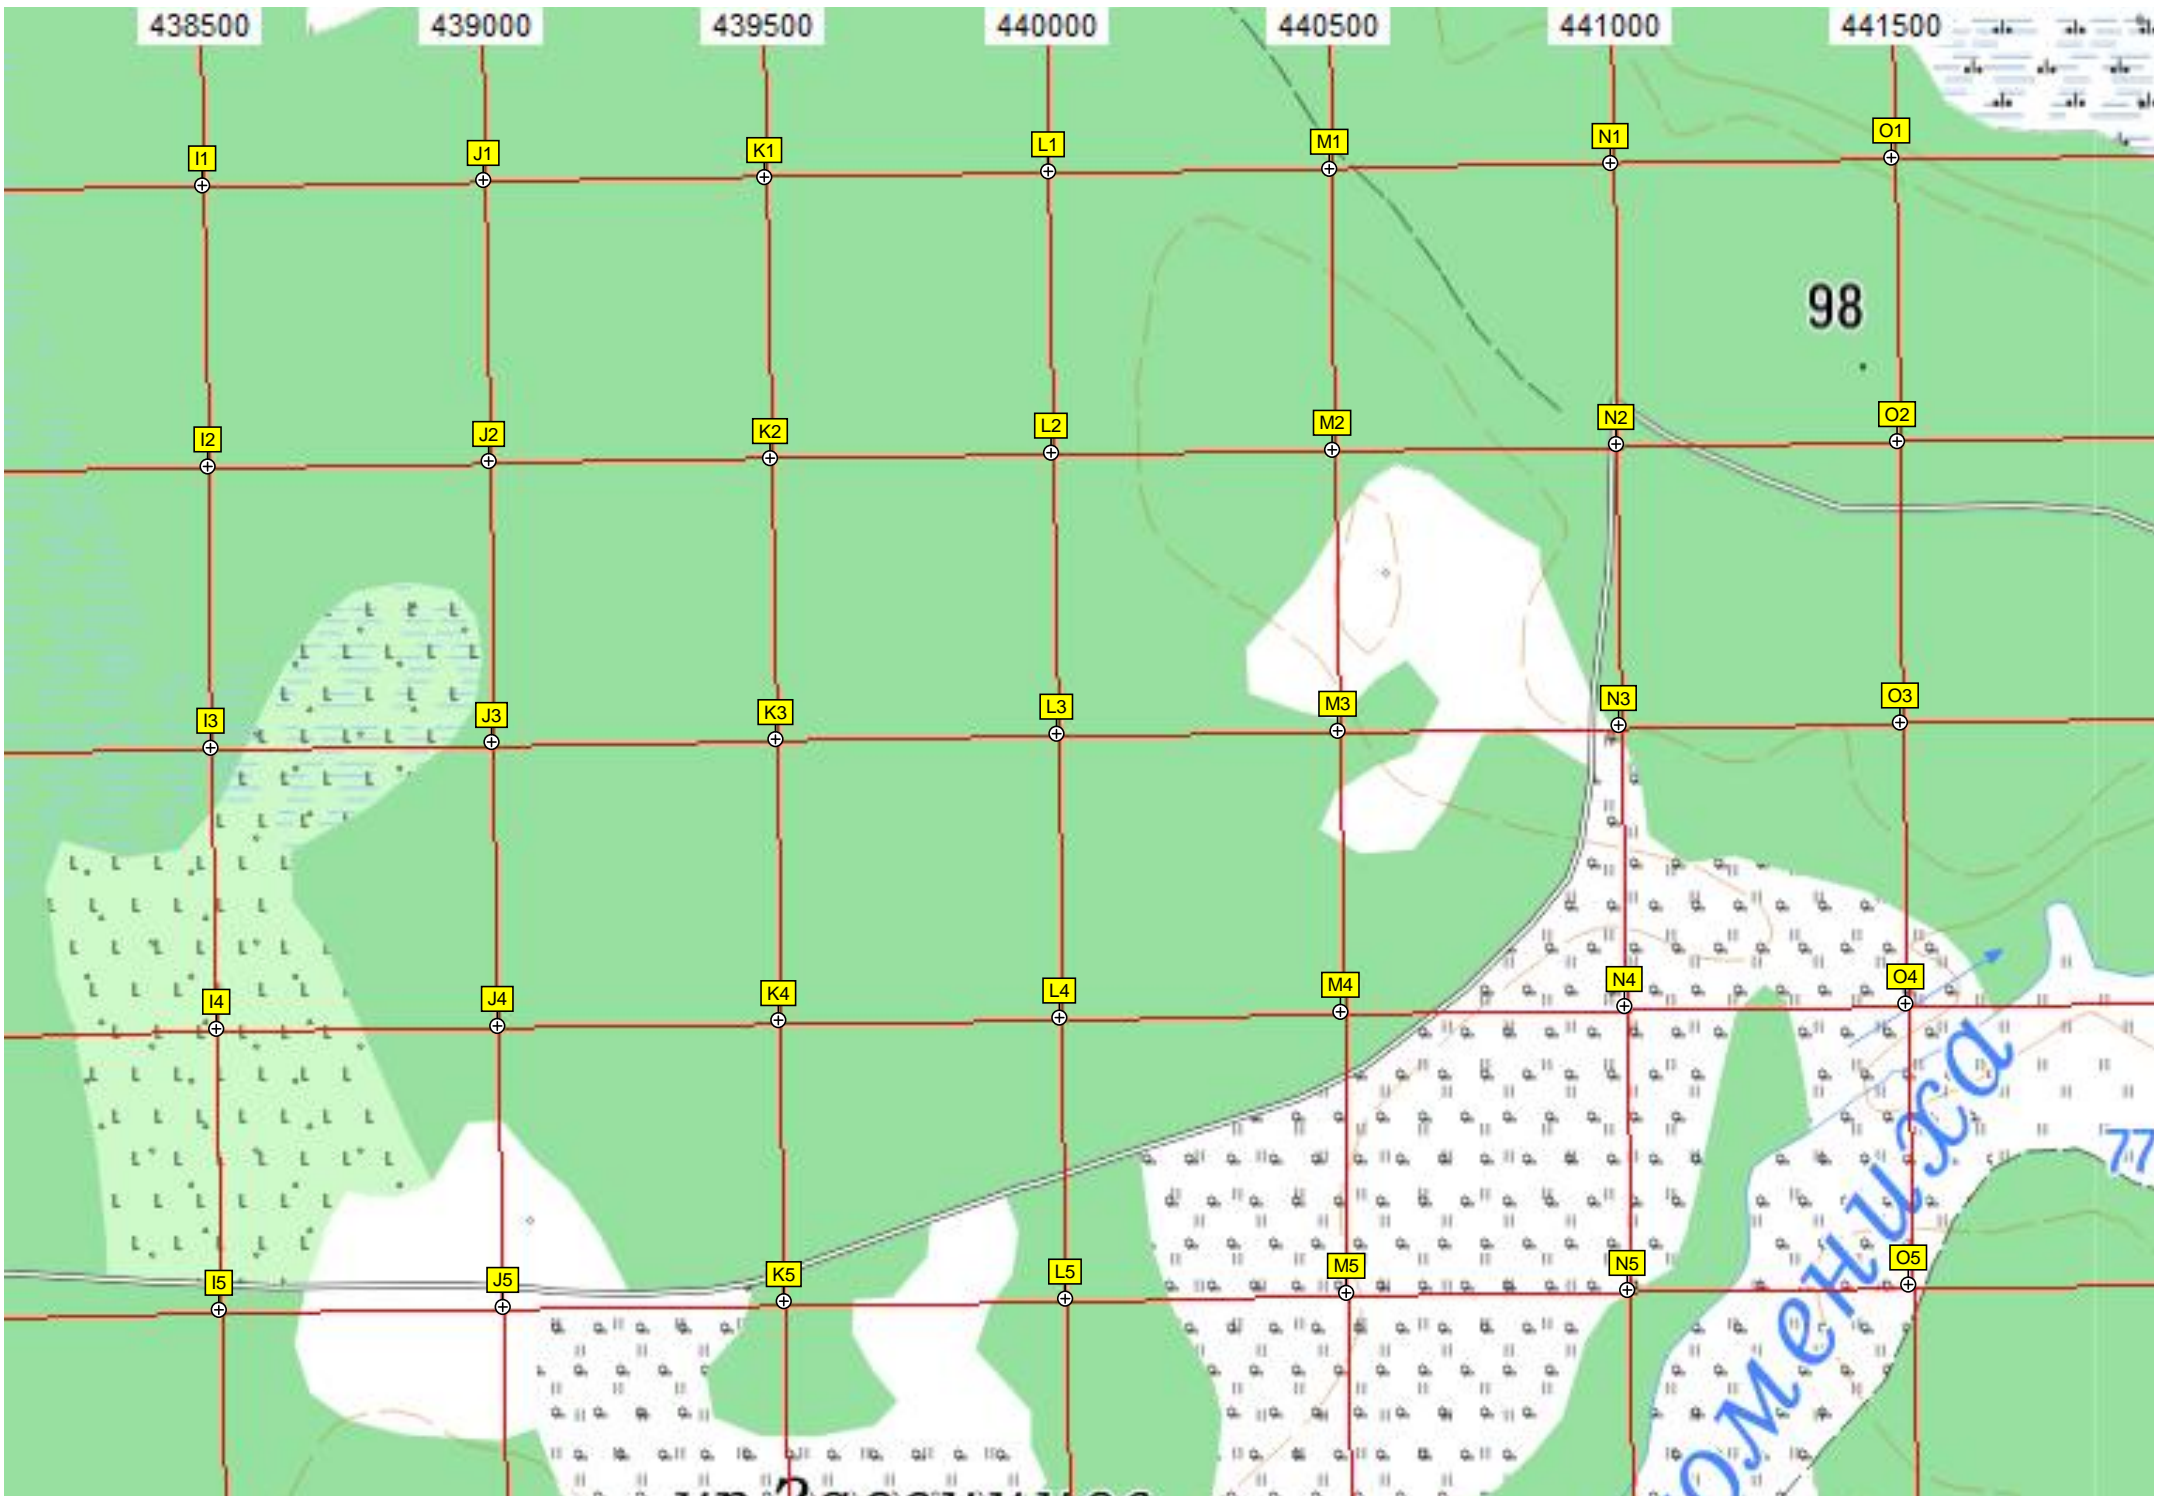 438500 439000 439500 440000 440500 441000 441500
I1 J1 K1 L1 M1 N1 O1
98
I2 J2 K2 L2 M2 N2 O2
I3 J3 K3 L3 M3 N3 O3
I4 J4 K4 L4 M4 N4 O4
77
I5 J5 K5 L5 M5 N5 O5
омениха